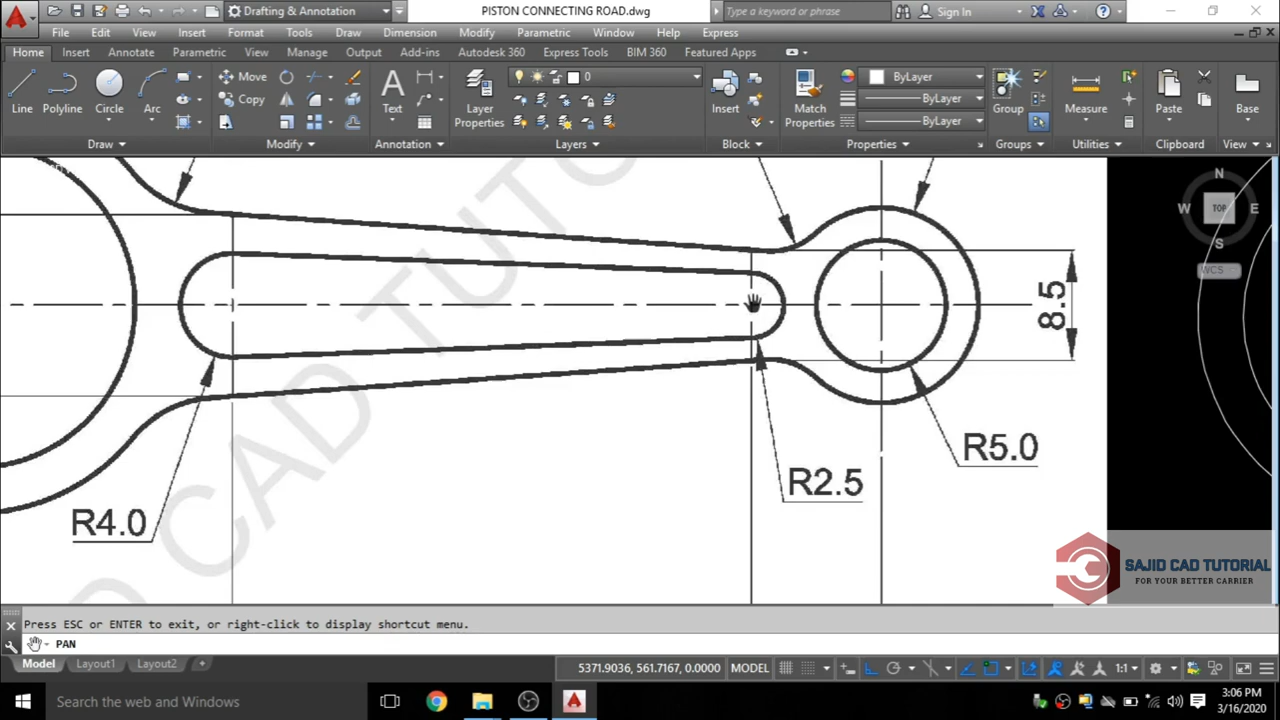 Drafting & Annotation
PISTON CONNECTING ROAD.dwg
Type a keyword or phrase
Sign In
File
Edit
View
Insert
Format
Tools
Draw
Dimension
Modify
Parametric
Window
Help
Express
Home
Insert
Annotate
Parametric
View
Manage
Output
Add-ins
Autodesk 360
Express Tools
BIM 360
Featured Apps
Line
Polyline
Circle
Arc
Move
Copy
Text
Layer
Properties
0
Insert
Match
Properties
ByLayer
ByLayer
ByLayer
Group
Measure
Paste
Base
Draw
Modify
Annotation
Layers
Block
Properties
Groups
Utilities
Clipboard
View
CAD TUTO
N
W
TOP
E
S
WCS
8.5
R5.0
R2.5
R4.0
SAJID CAD TUTORIAL
FOR YOUR BETTER CARRIER
Press ESC or ENTER to exit, or right-click to display shortcut menu.
PAN
Model
Layout1
Layout2
+
5371.9036, 561.7167, 0.0000
MODEL
1:1
Search the web and Windows
3:06 PM
3/16/2020